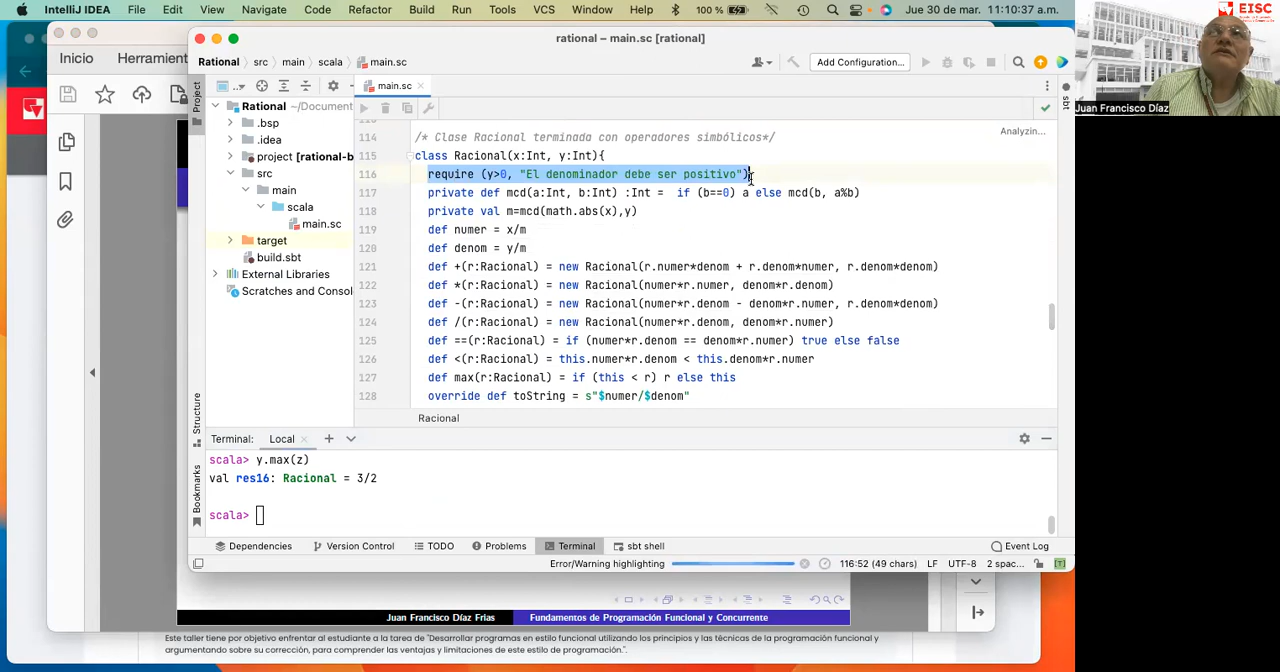 IntelliJ IDEA File Edit View Navigate Code Refactor Build Run Tools VCS Window Help 100 % Jue 30 de mar. 11:10:37 a.m.
EISC
Inicio Herramient
rational – main.sc [rational]
Rational src main scala main.sc Add Configuration...
Juan Francisco Díaz
Project
main.sc
sbt
Rational ~/Document
.bsp
.idea
project [rational-b
src
main
scala
main.sc
target
build.sbt
External Libraries
Scratches and Consol
Analyzin...
114 /* Clase Racional terminada con operadores simbólicos*/
115 class Racional(x:Int, y:Int){
116 require (y>0, "El denominador debe ser positivo")
117 private def mcd(a:Int, b:Int) :Int = if (b==0) a else mcd(b, a%b)
118 private val m=mcd(math.abs(x),y)
119 def numer = x/m
120 def denom = y/m
121 def +(r:Racional) = new Racional(r.numer*denom + r.denom*numer, r.denom*denom)
122 def *(r:Racional) = new Racional(numer*r.numer, denom*r.denom)
123 def -(r:Racional) = new Racional(numer*r.denom - denom*r.numer, r.denom*denom)
124 def /(r:Racional) = new Racional(numer*r.denom, denom*r.numer)
125 def ==(r:Racional) = if (numer*r.denom == denom*r.numer) true else false
126 def <(r:Racional) = this.numer*r.denom < this.denom*r.numer
127 def max(r:Racional) = if (this < r) r else this
128 override def toString = s"$numer/$denom"
Racional
Structure
Bookmarks
Terminal: Local
scala> y.max(z)
val res16: Racional = 3/2
scala>
Dependencies Version Control TODO Problems Terminal sbt shell Event Log
Error/Warning highlighting 116:52 (49 chars) LF UTF-8 2 spac...
Juan Francisco Díaz Frias Fundamentos de Programación Funcional y Concurrente
Este taller tiene por objetivo enfrentar al estudiante a la tarea de "Desarrollar programas en estilo funcional utilizando los principios y las técnicas de la programación funcional y
argumentando sobre su corrección, para comprender las ventajas y limitaciones de este estilo de programación.".